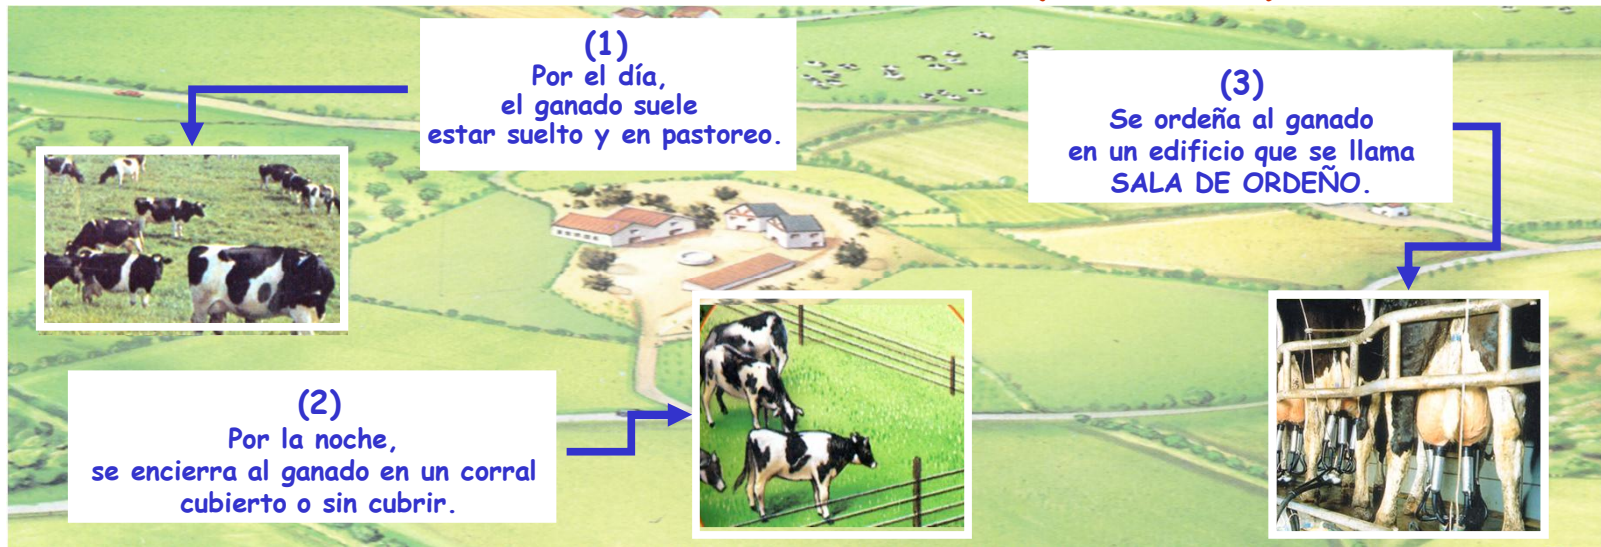 (1)
Por el día,
el ganado suele
estar suelto y en pastoreo.
(2)
Por la noche,
se encierra al ganado en un corral
cubierto o sin cubrir.
(3)
Se ordeña al ganado
en un edificio que se llama
SALA DE ORDEÑO.